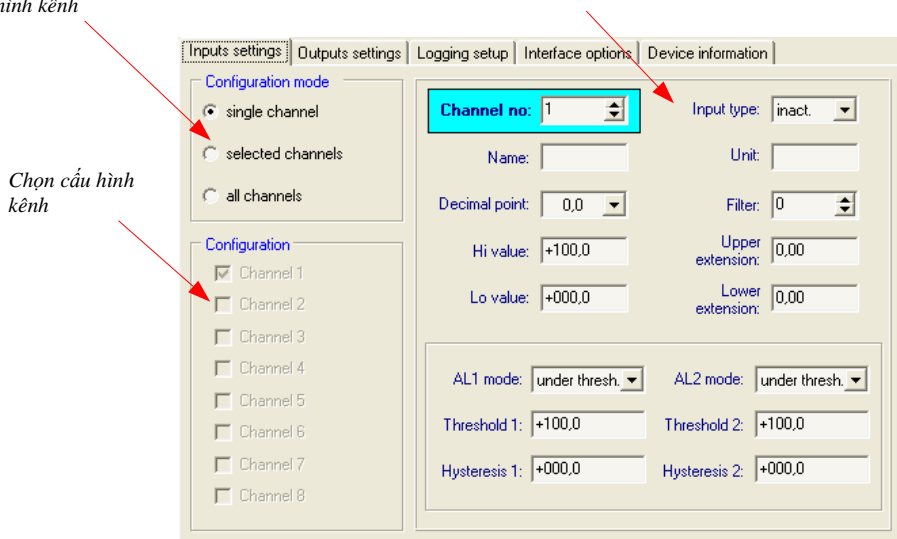 hình kênh
Inputs settings Outputs settings Logging setup Interface options Device information
Configuration mode
single channel
selected channels
all channels
Chọn cấu hình
kênh
Configuration
Channel 1
Channel 2
Channel 3
Channel 4
Channel 5
Channel 6
Channel 7
Channel 8
Channel no: 1
Input type: inact.
Name:
Unit:
Decimal point: 0,0
Filter: 0
Hi value: +100,0
Upper
extension: 0,00
Lo value: +000,0
Lower
extension: 0,00
AL1 mode: under thresh.
AL2 mode: under thresh.
Threshold 1: +100,0
Threshold 2: +100,0
Hysteresis 1: +000,0
Hysteresis 2: +000,0